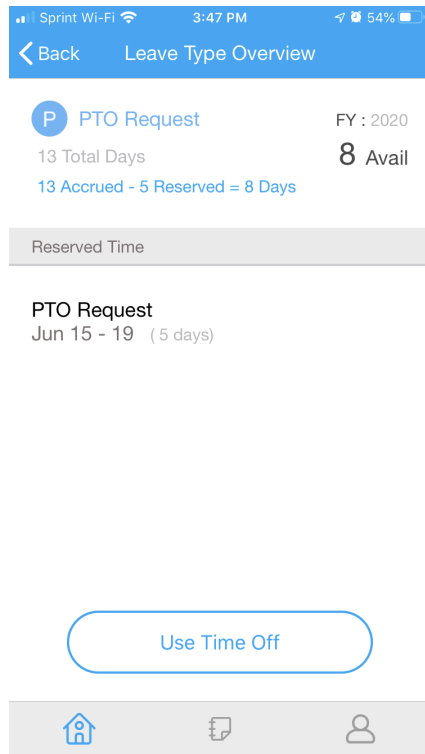 Sprint Wi-Fi 3:47 PM 54%
Back Leave Type Overview
P PTO Request FY : 2020
13 Total Days 8 Avail
13 Accrued - 5 Reserved = 8 Days
Reserved Time
PTO Request
Jun 15 - 19 ( 5 days)
Use Time Off